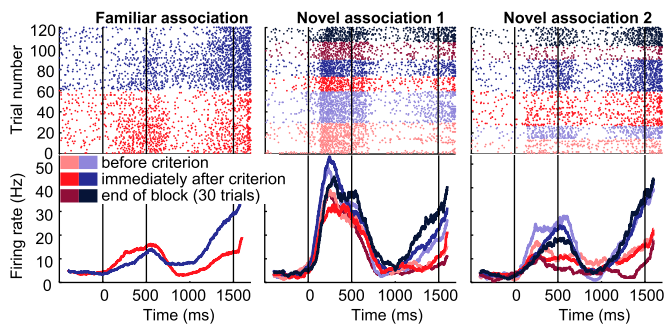 Familiar association Novel association 1 Novel association 2
Trial number
120
100
80
60
40
20
0
before criterion
immediately after criterion
end of block (30 trials)
Firing rate (Hz)
50
40
30
20
10
0
0 500 1000 1500
0 500 1000 1500
0 500 1000 1500
Time (ms) Time (ms) Time (ms)